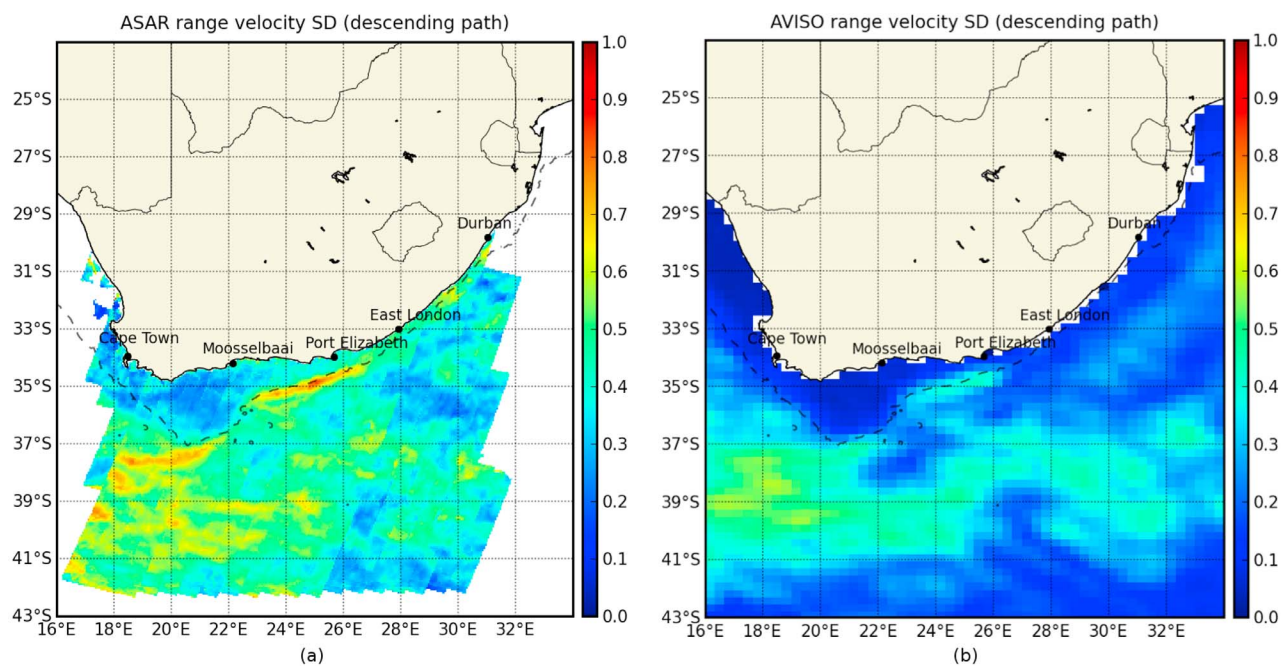 ASAR range velocity SD (descending path)
25°S
27°S
29°S
31°S
33°S
35°S
37°S
39°S
41°S
43°S
16°E 18°E 20°E 22°E 24°E 26°E 28°E 30°E 32°E
Durban
East London
Cape Town
Moosselbaai
Port Elizabeth
1.0
0.9
0.8
0.7
0.6
0.5
0.4
0.3
0.2
0.1
0.0
(a)
AVISO range velocity SD (descending path)
25°S
27°S
29°S
31°S
33°S
35°S
37°S
39°S
41°S
43°S
16°E 18°E 20°E 22°E 24°E 26°E 28°E 30°E 32°E
Durban
East London
Cape Town
Moosselbaai
Port Elizabeth
1.0
0.9
0.8
0.7
0.6
0.5
0.4
0.3
0.2
0.1
0.0
(b)